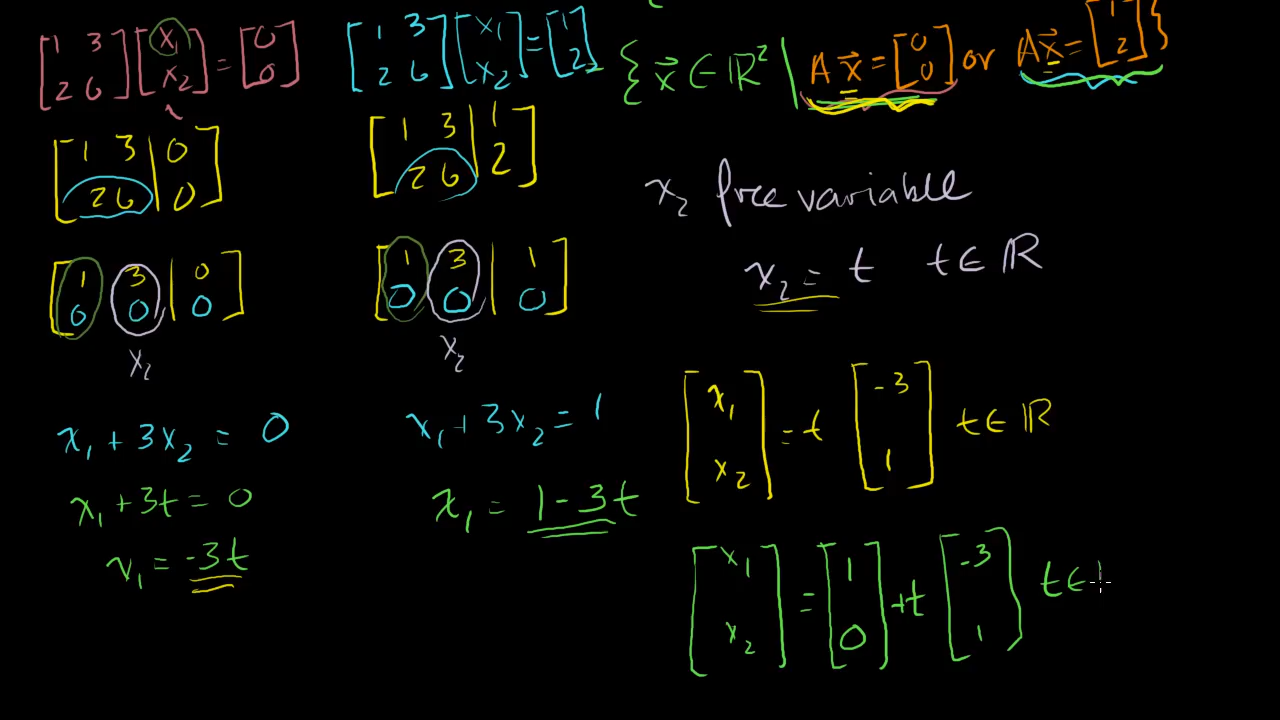 [1 3; 2 6][x₁; x₂] = [0; 0]
[1 3; 2 6][x₁; x₂] = [1; 2]
{x⃗ ∈ ℝ² | Ax⃗ = [0; 0] or Ax⃗ = [1; 2]}
[1 3 | 0; 2 6 | 0]
[1 3 | 1; 2 6 | 2]
x₂ free variable
x₂ = t t ∈ ℝ
[1 3 | 0; 0 0 | 0]
x₂
[1 3 | 1; 0 0 | 0]
x₂
x₁ + 3x₂ = 0
x₁ + 3t = 0
x₁ = -3t
x₁ + 3x₂ = 1
x₁ = 1 - 3t
[x₁; x₂] = t [-3; 1] t ∈ ℝ
[x₁; x₂] = [1; 0] + t [-3; 1] t ∈